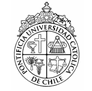 PONTIFICIA UNIVERSIDAD CATOLICA
DE CHILE